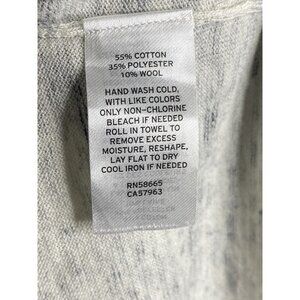 55% COTTON
35% POLYESTER
10% WOOL
HAND WASH COLD,
WITH LIKE COLORS
ONLY NON-CHLORINE
BLEACH IF NEEDED
ROLL IN TOWEL TO
REMOVE EXCESS
MOISTURE, RESHAPE,
LAY FLAT TO DRY
COOL IRON IF NEEDED
RN58665
CA57963